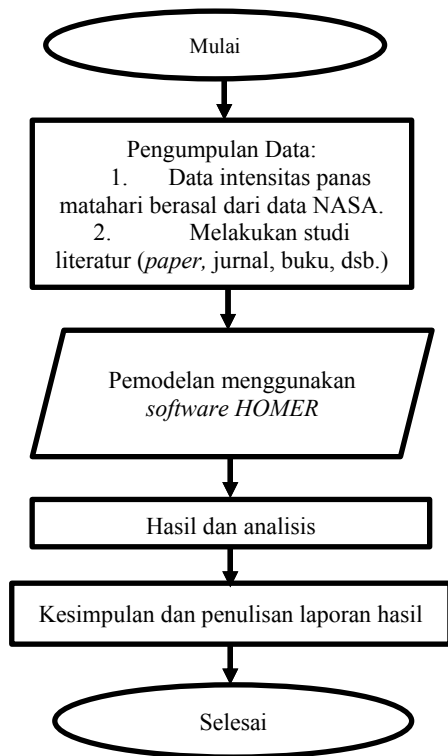 Mulai
Pengumpulan Data:
1. Data intensitas panas
matahari berasal dari data NASA.
2. Melakukan studi
literatur (paper, jurnal, buku, dsb.)
Pemodelan menggunakan
software HOMER
Hasil dan analisis
Kesimpulan dan penulisan laporan hasil
Selesai